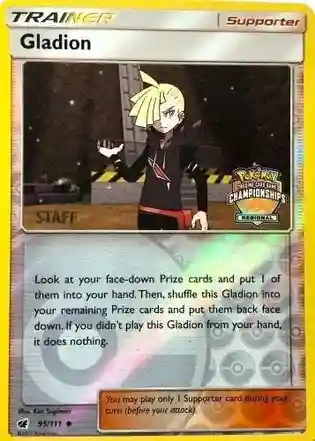 TRAINER
Supporter
Gladion
Pokémon
TRADING CARD GAME
CHAMPIONSHIPS
REGIONAL
STAFF
Look at your face-down Prize cards and put 1 of
them into your hand. Then, shuffle this Gladion into
your remaining Prize cards and put them back face
down. If you didn't play this Gladion from your hand,
it does nothing.
Illus. Ken Sugimori
95/111
You may play only 1 Supporter card during your
turn (before your attack).